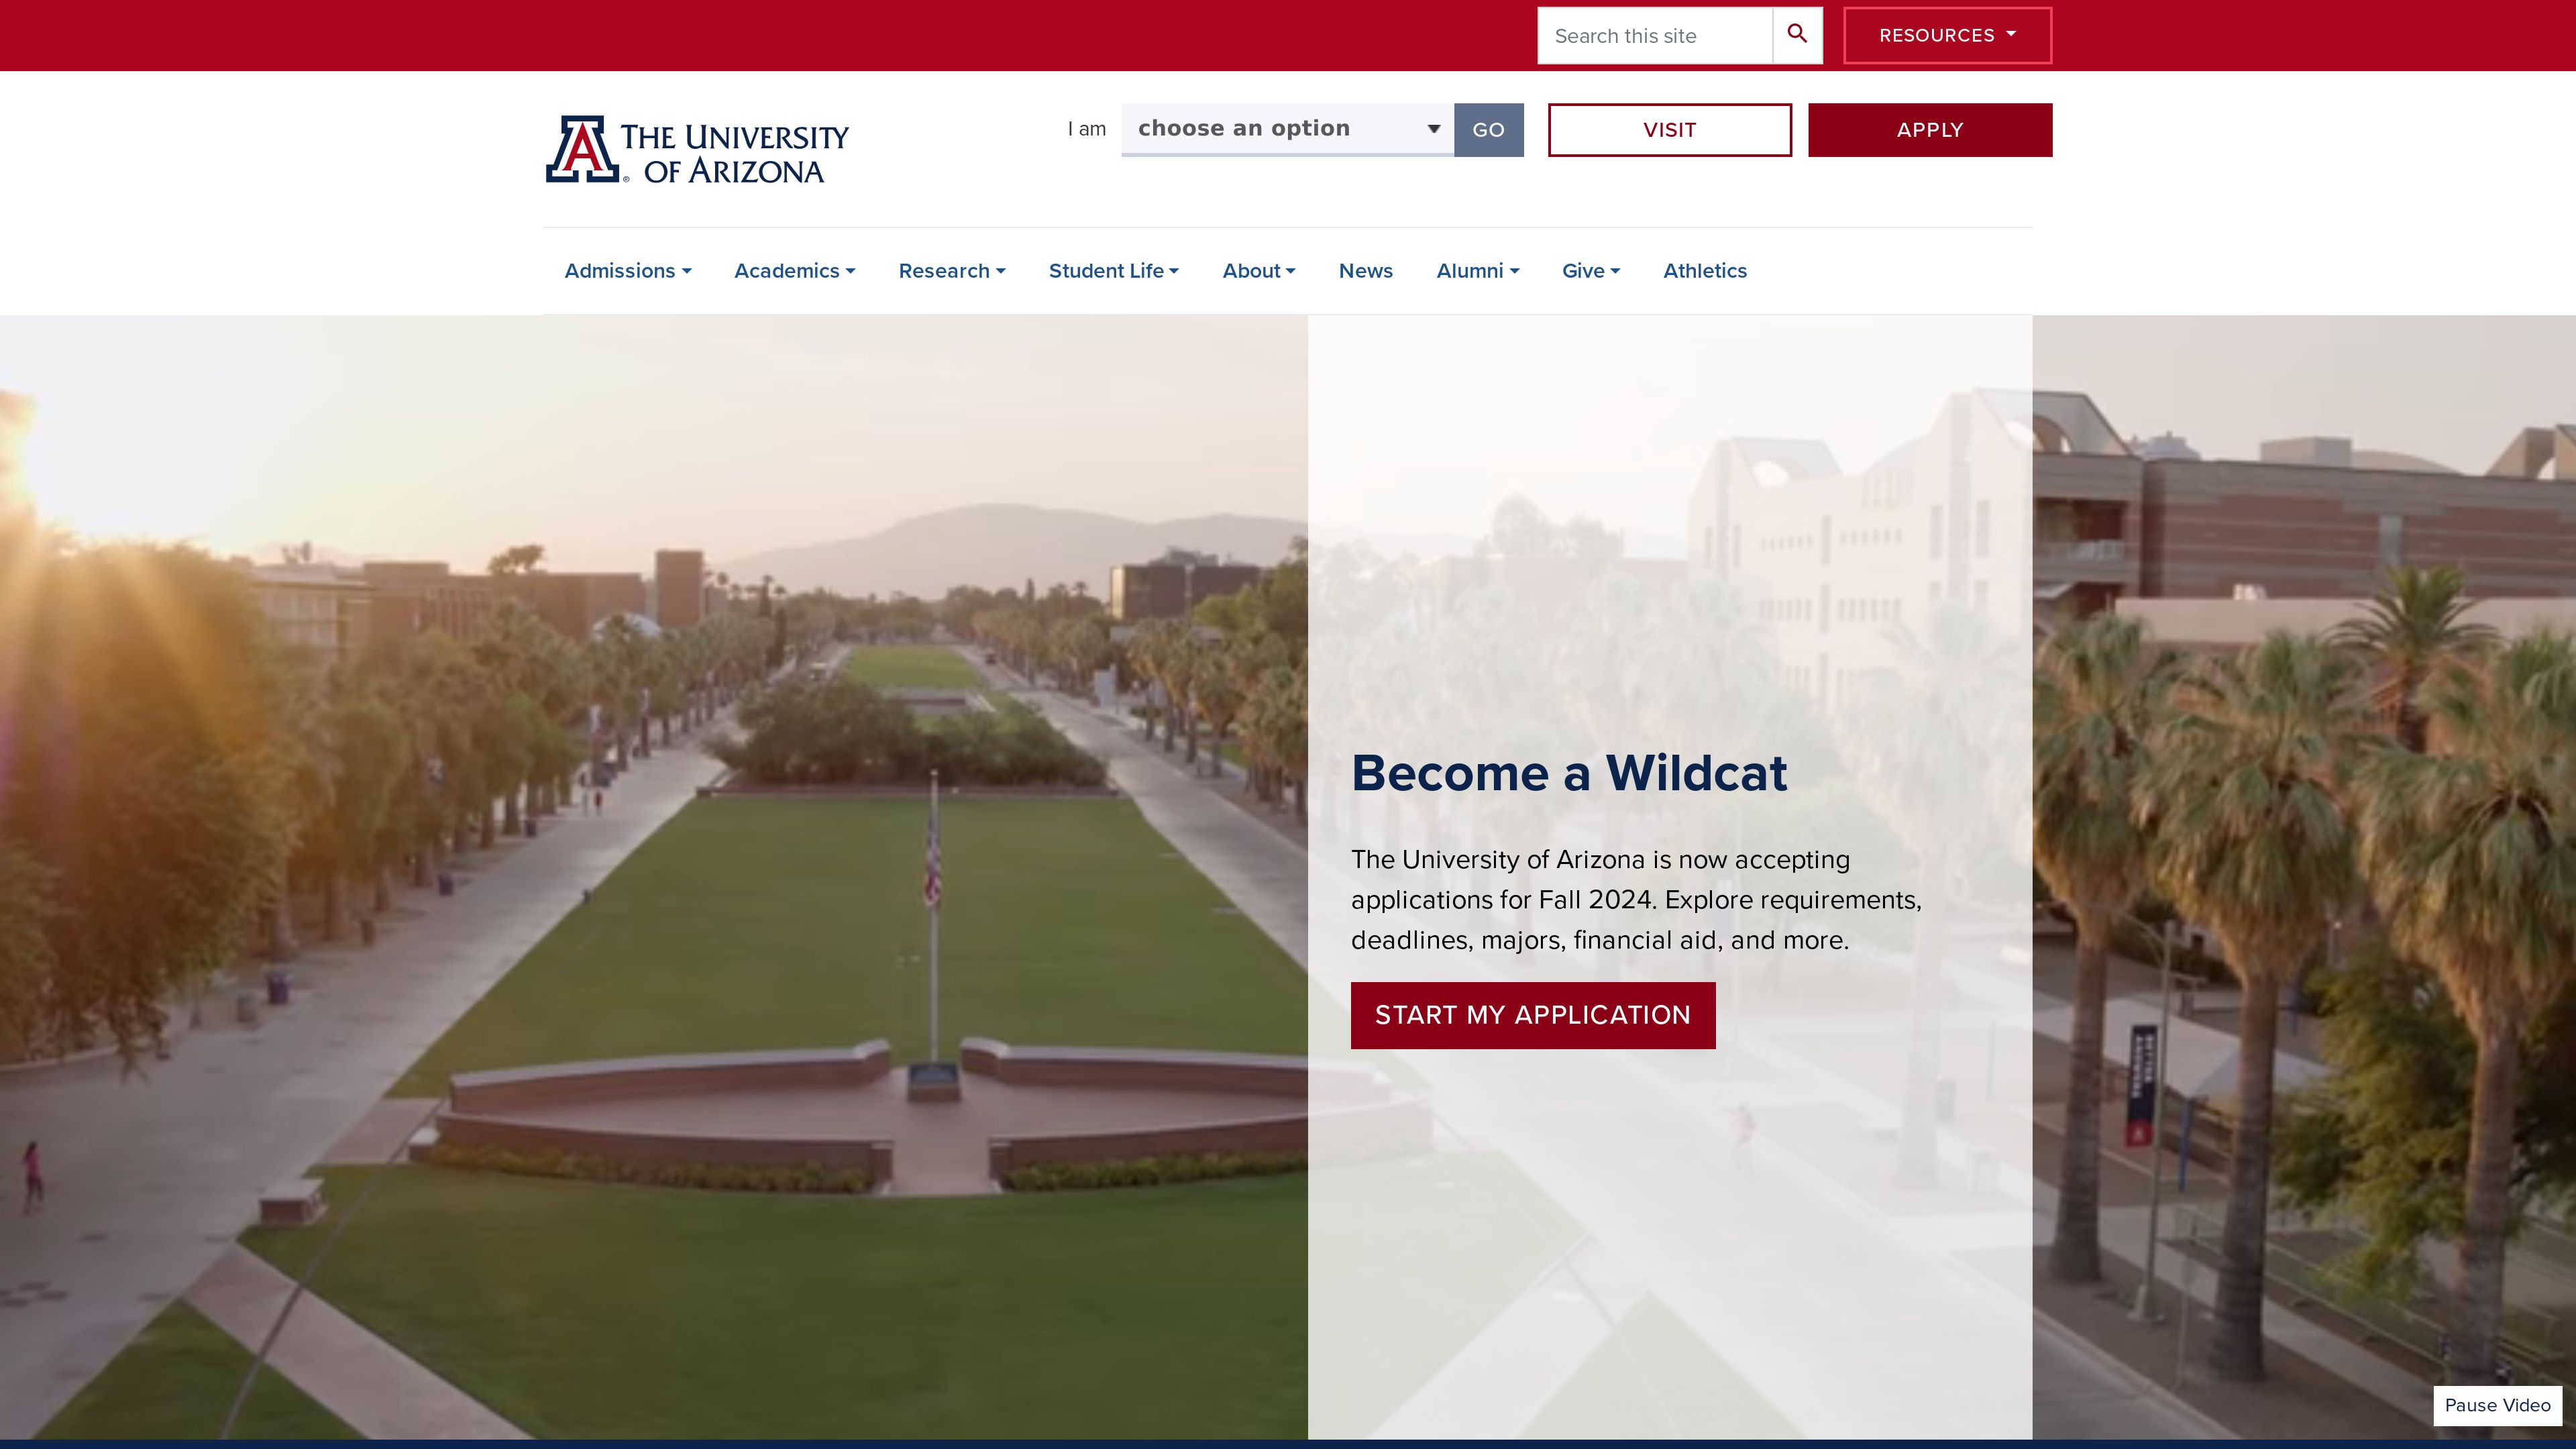 Search this site
RESOURCES
THE UNIVERSITY
OF ARIZONA
®
I am
choose an option
GO
VISIT
APPLY
Admissions
Academics
Research
Student Life
About
News
Alumni
Give
Athletics
Become a Wildcat
The University of Arizona is now accepting
applications for Fall 2024. Explore requirements,
deadlines, majors, financial aid, and more.
START MY APPLICATION
Pause Video